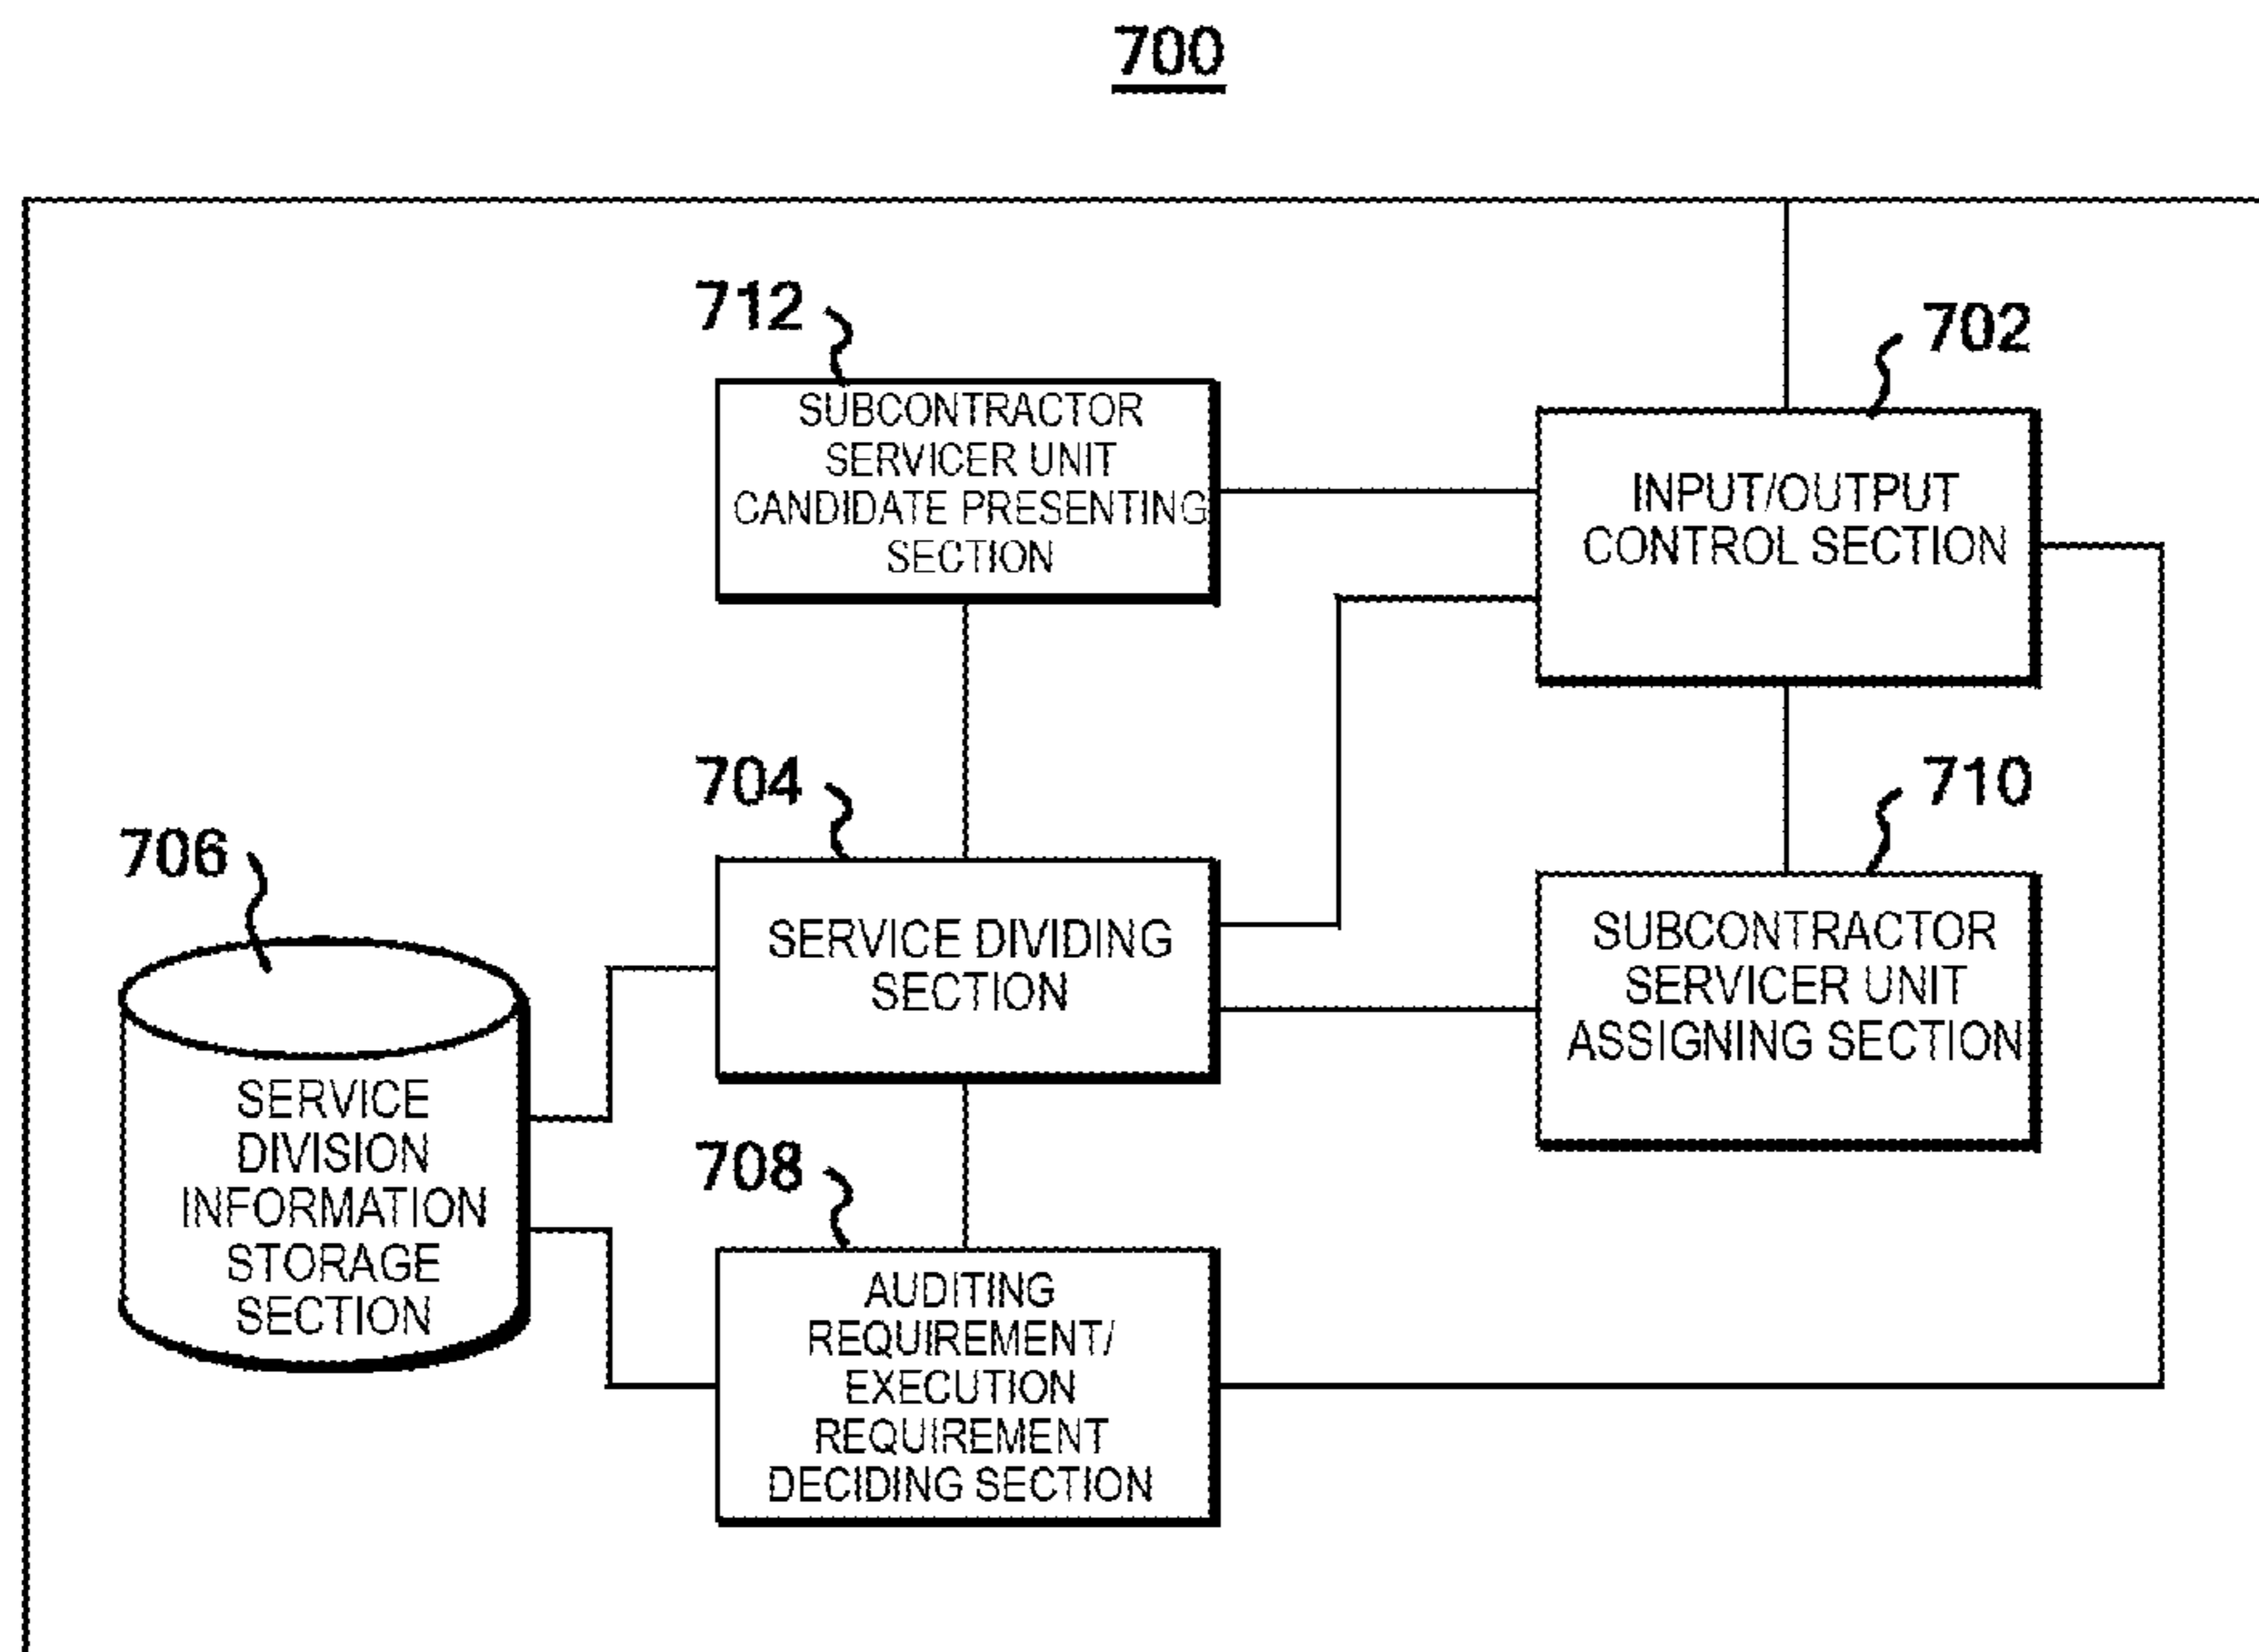 700
712
SUBCONTRACTOR
SERVICER UNIT
CANDIDATE PRESENTING
SECTION
702
INPUT/OUTPUT
CONTROL SECTION
704
SERVICE DIVIDING
SECTION
710
SUBCONTRACTOR
SERVICER UNIT
ASSIGNING SECTION
706
SERVICE
DIVISION
INFORMATION
STORAGE
SECTION
708
AUDITING
REQUIREMENT/
EXECUTION
REQUIREMENT
DECIDING SECTION